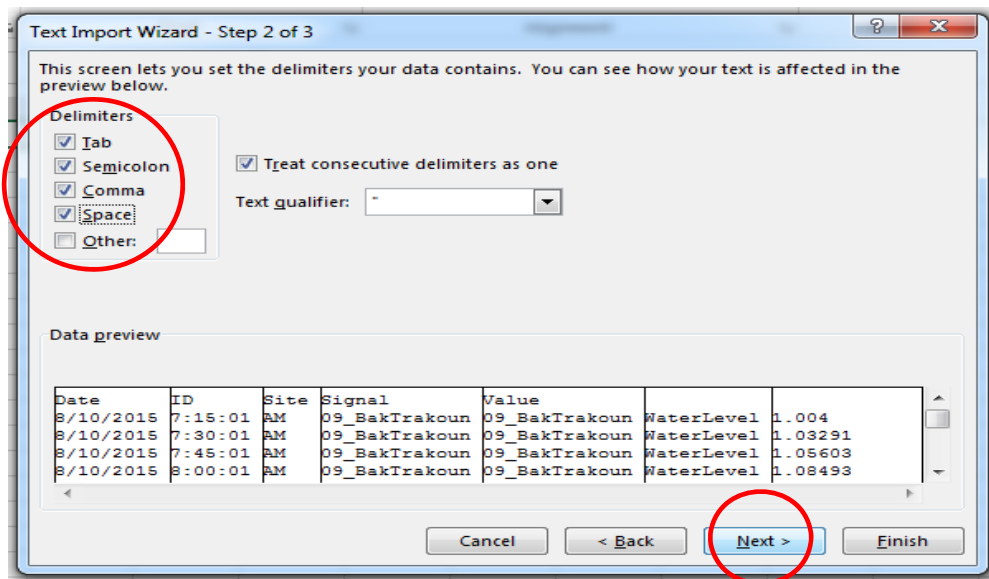 Text Import Wizard - Step 2 of 3
This screen lets you set the delimiters your data contains. You can see how your text is affected in the
preview below.
Delimiters
Tab
Semicolon
Comma
Space
Other:
Treat consecutive delimiters as one
Text qualifier: "
Data preview
Date ID Site Signal Value
8/10/2015 7:15:01 AM 09_BakTrakoun 09_BakTrakoun WaterLevel 1.004
8/10/2015 7:30:01 AM 09_BakTrakoun 09_BakTrakoun WaterLevel 1.03291
8/10/2015 7:45:01 AM 09_BakTrakoun 09_BakTrakoun WaterLevel 1.05603
8/10/2015 8:00:01 AM 09_BakTrakoun 09_BakTrakoun WaterLevel 1.08493
Cancel < Back Next > Finish